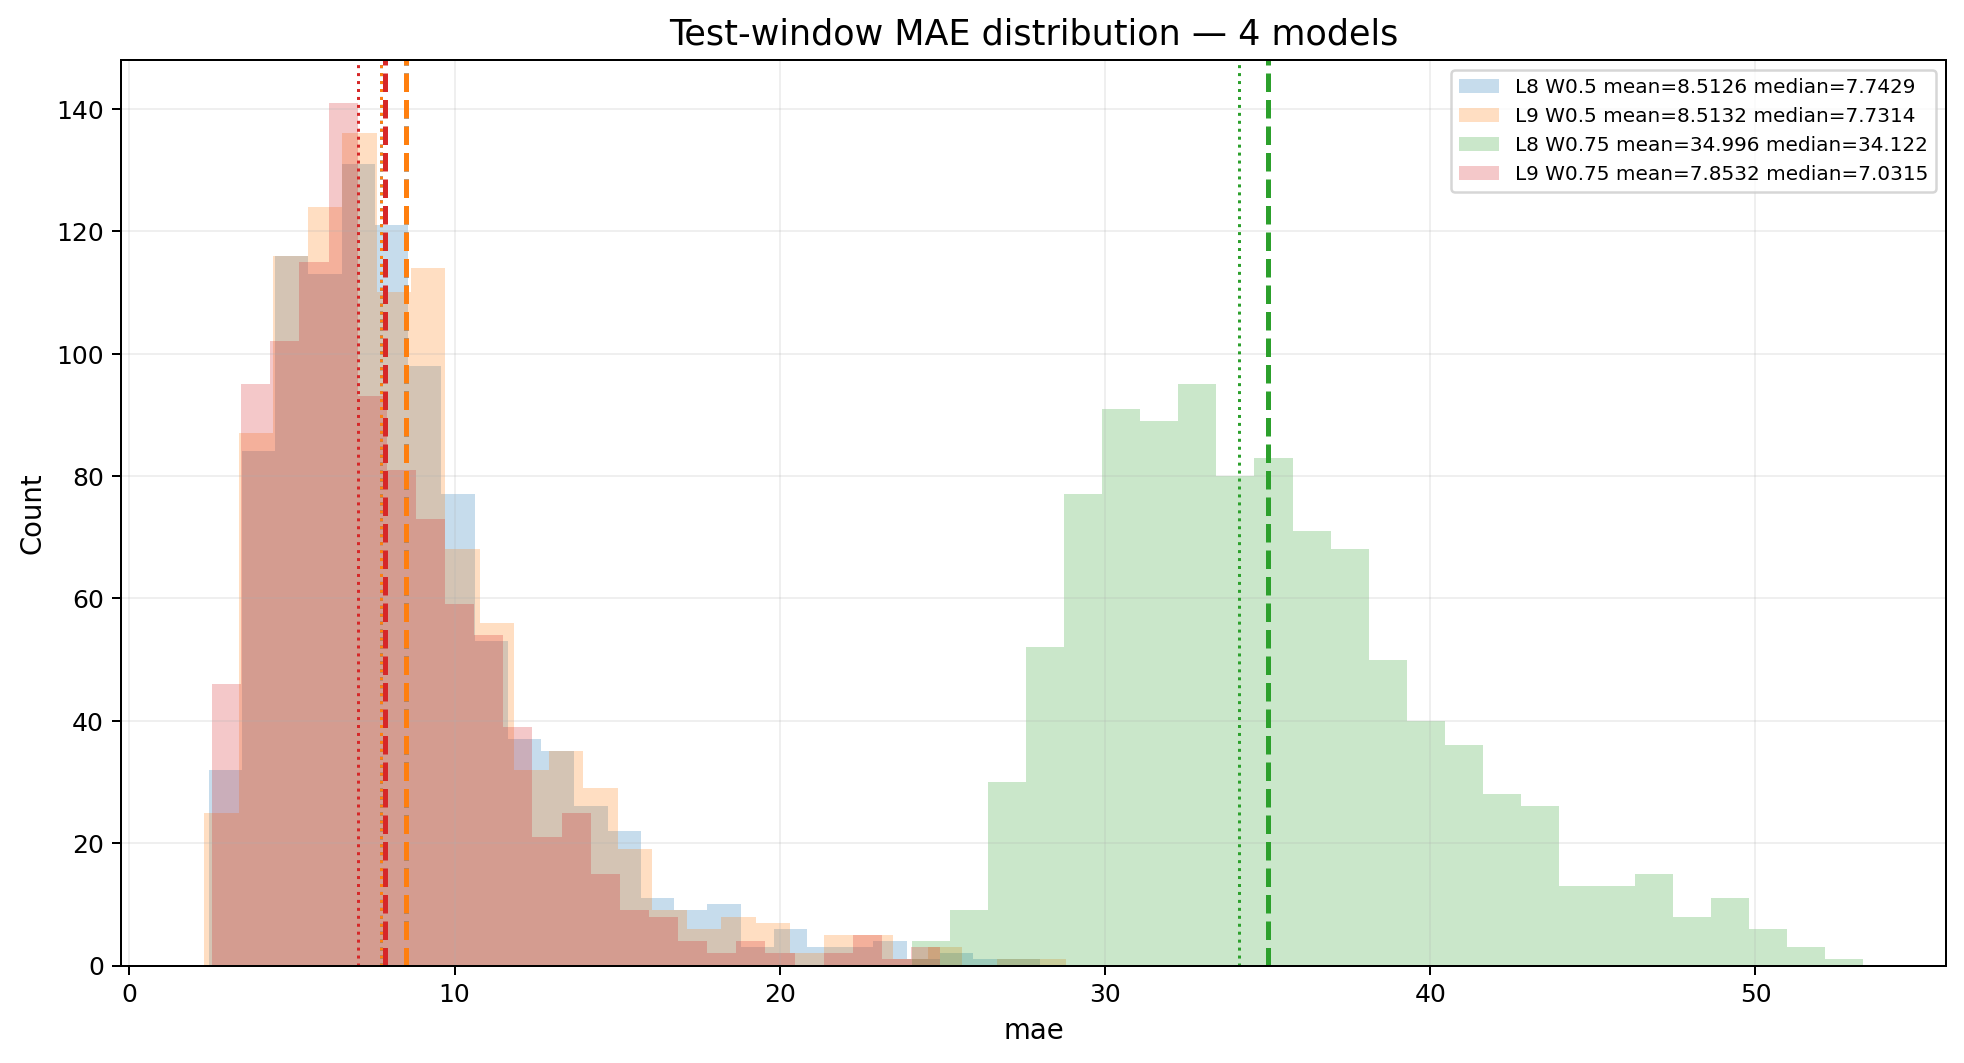 Test-window MAE distribution — 4 models
L8 W0.5 mean=8.5126 median=7.7429
L9 W0.5 mean=8.5132 median=7.7314
L8 W0.75 mean=34.996 median=34.122
L9 W0.75 mean=7.8532 median=7.0315
Count
140
120
100
80
60
40
20
0
0 10 20 30 40 50
mae